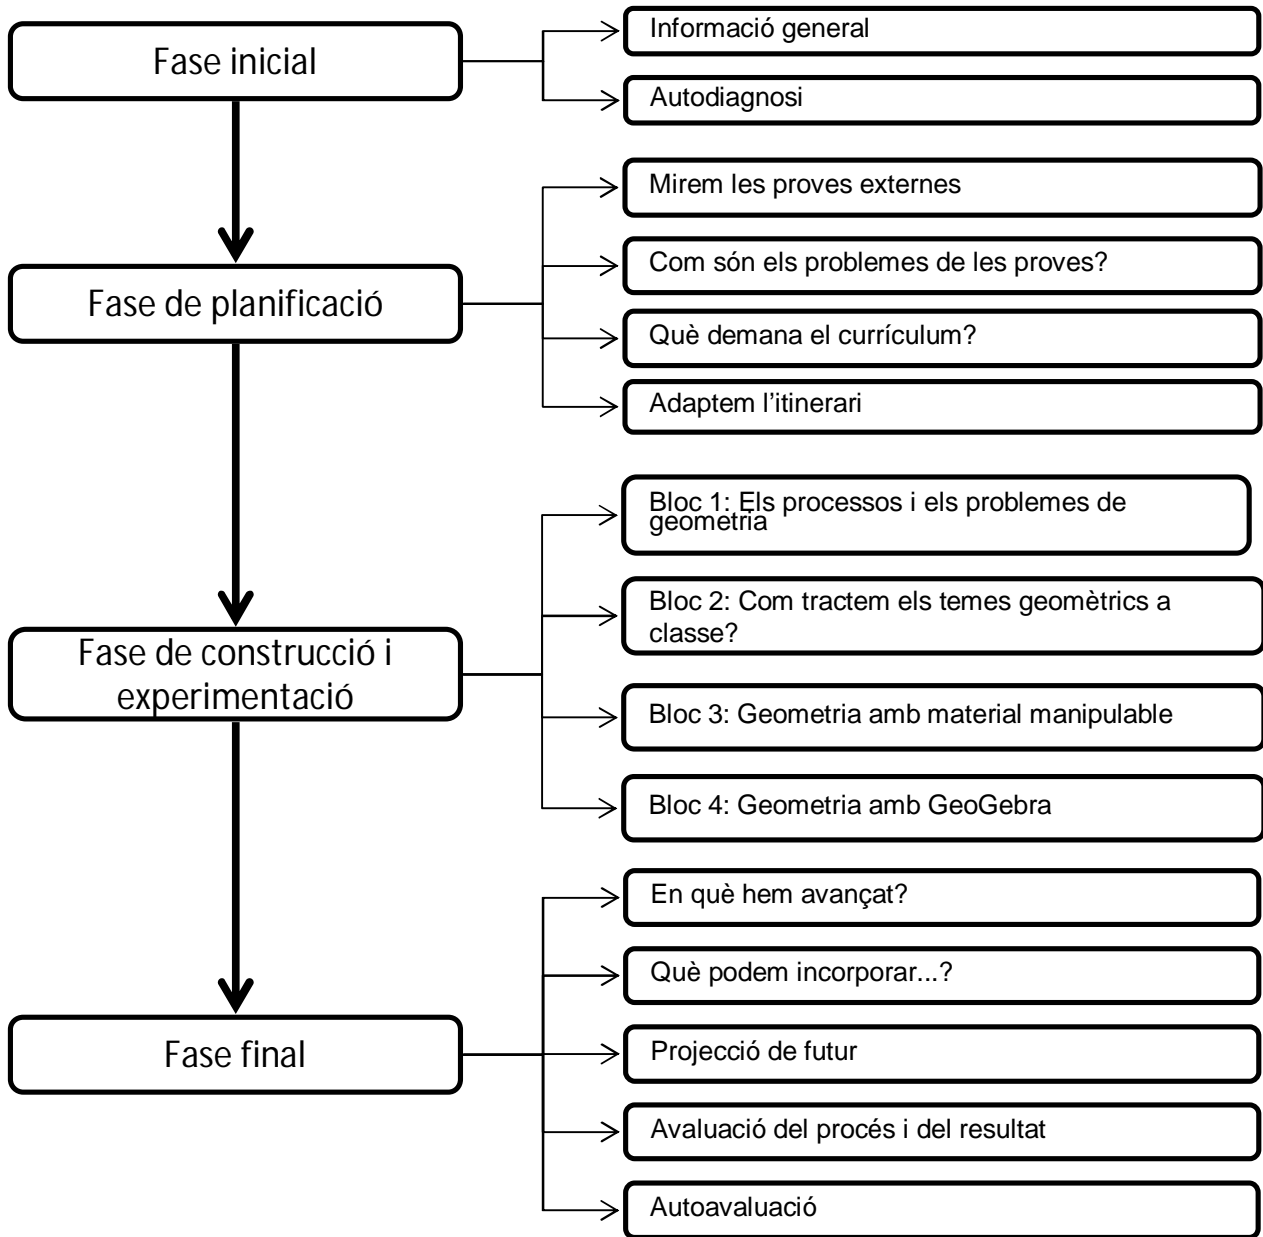 Fase inicial
Informació general
Autodiagnosi
Fase de planificació
Mirem les proves externes
Com són els problemes de les proves?
Què demana el currículum?
Adaptem l'itinerari
Fase de construcció i
experimentació
Bloc 1: Els processos i els problemes de
geometria
Bloc 2: Com tractem els temes geomètrics a
classe?
Bloc 3: Geometria amb material manipulable
Bloc 4: Geometria amb GeoGebra
Fase final
En què hem avançat?
Què podem incorporar...?
Projecció de futur
Avaluació del procés i del resultat
Autoavaluació